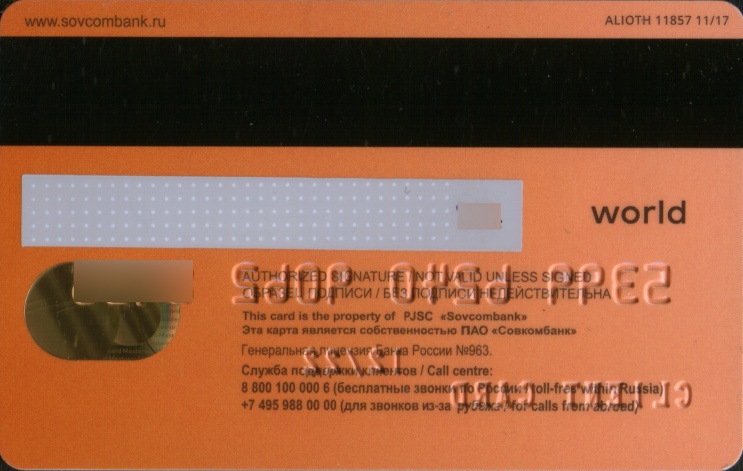 www.sovcombank.ru
ALIOTH 11857 11/17
world
AUTHORIZED SIGNATURE / NOT VALID UNLESS SIGNED
ОБРАЗЕЦ ПОДПИСИ / БЕЗ ПОДПИСИ НЕДЕЙСТВИТЕЛЬНА
This card is the property of PJSC «Sovcombank»
Эта карта является собственностью ПАО «Совкомбанк»
Генеральная лицензия Банка России №963.
Служба поддержки клиентов / Call centre:
8 800 100 000 6 (бесплатные звонки по России, toll-free within Russia)
+7 495 988 00 00 (для звонков из-за рубежа, for calls from abroad)